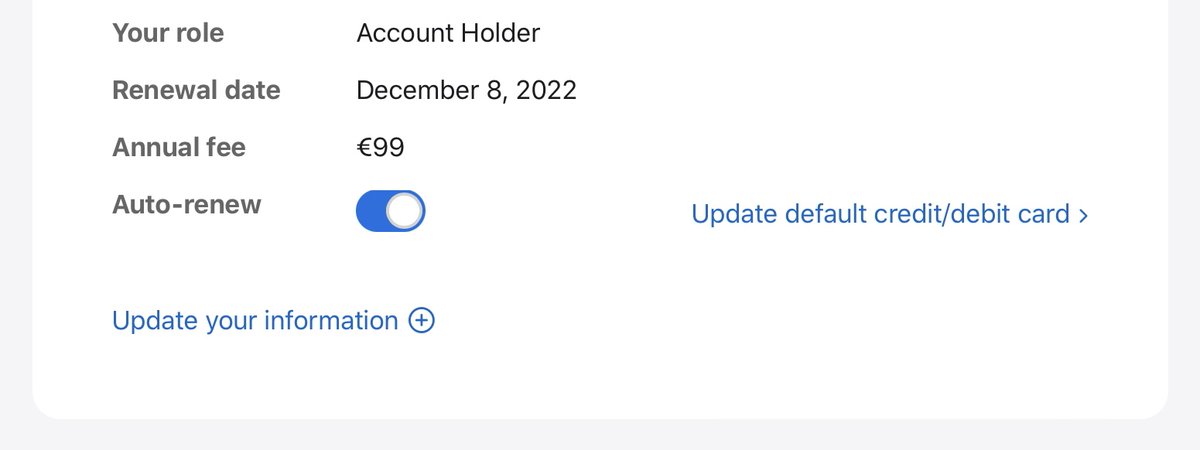 Your role Account Holder
Renewal date December 8, 2022
Annual fee €99
Auto-renew
Update default credit/debit card ›
Update your information